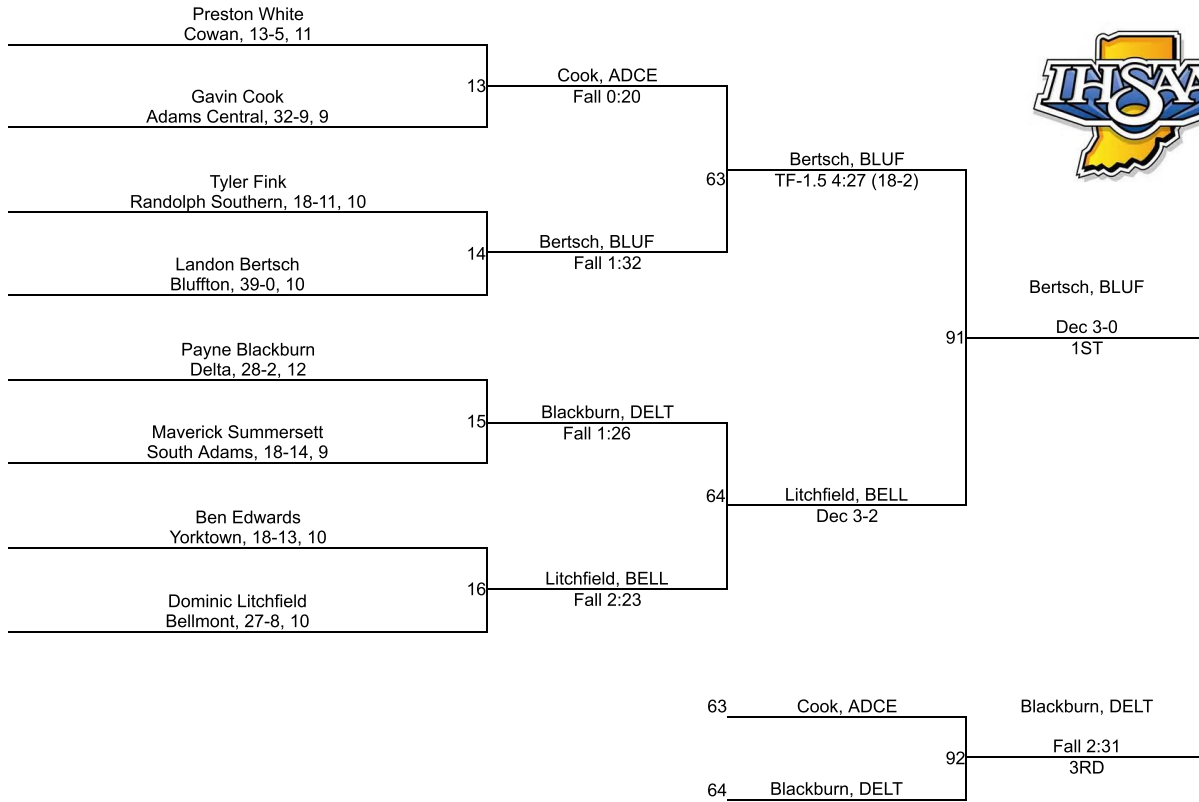 Preston White
Cowan, 13-5, 11
Gavin Cook
Adams Central, 32-9, 9
13
Cook, ADCE
Fall 0:20
Tyler Fink
Randolph Southern, 18-11, 10
Landon Bertsch
Bluffton, 39-0, 10
14
Bertsch, BLUF
Fall 1:32
63
Bertsch, BLUF
TF-1.5 4:27 (18-2)
Payne Blackburn
Delta, 28-2, 12
Maverick Summersett
South Adams, 18-14, 9
15
Blackburn, DELT
Fall 1:26
Ben Edwards
Yorktown, 18-13, 10
Dominic Litchfield
Bellmont, 27-8, 10
16
Litchfield, BELL
Fall 2:23
64
Litchfield, BELL
Dec 3-2
91
Bertsch, BLUF
Dec 3-0
1ST
IHSAA
63
Cook, ADCE
64
Blackburn, DELT
92
Blackburn, DELT
Fall 2:31
3RD